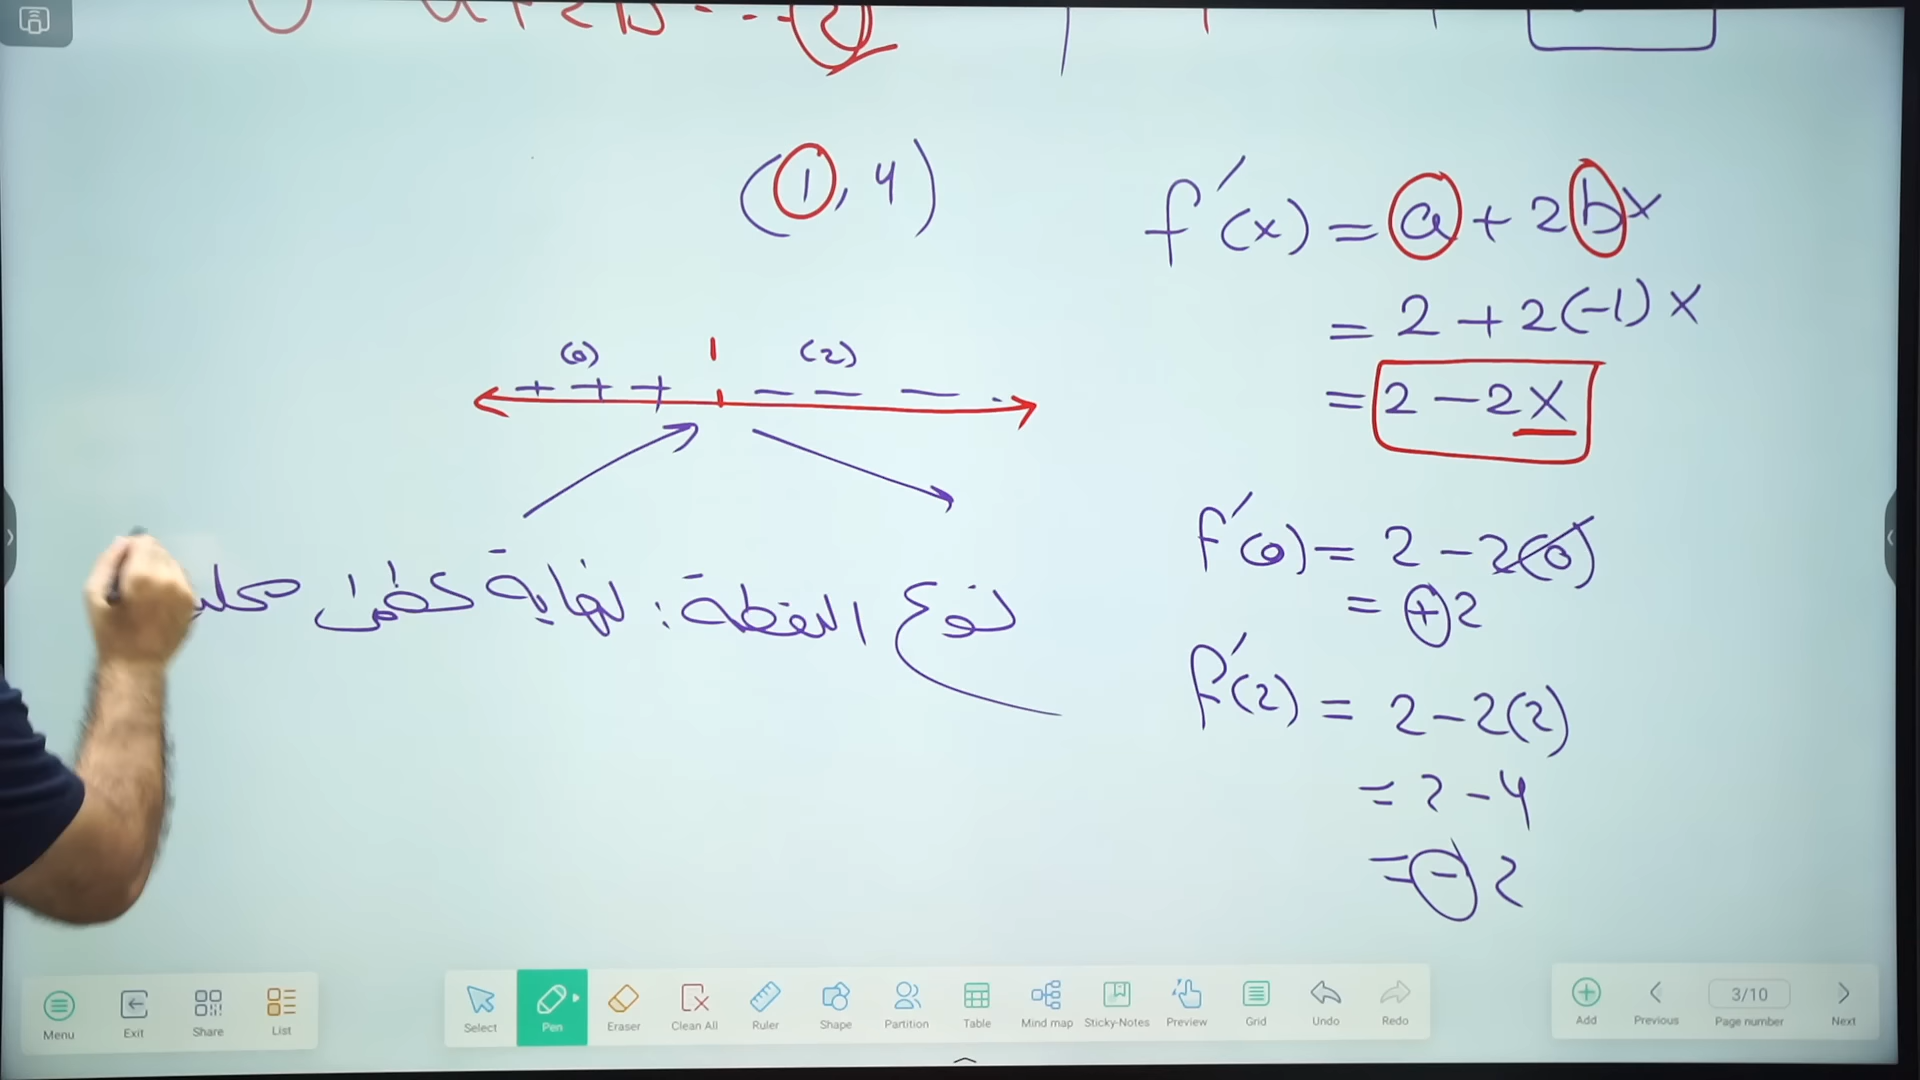 a + 2b ... 2
(1, 4)
f'(x) = a + 2bx
= 2 + 2(-1)x
= 2 - 2x
(0) 1 (2)
+ + + - - -
نوع النقطة: نهاية عظمى محلية
f'(0) = 2 - 2(0)
= +2
f'(2) = 2 - 2(2)
= 2 - 4
= -2
Menu Exit Share List Select Pen Eraser Clean All Ruler Shape Partition Table Mind map Sticky-Notes Preview Grid Undo Redo Add Previous 3/10 Page number Next